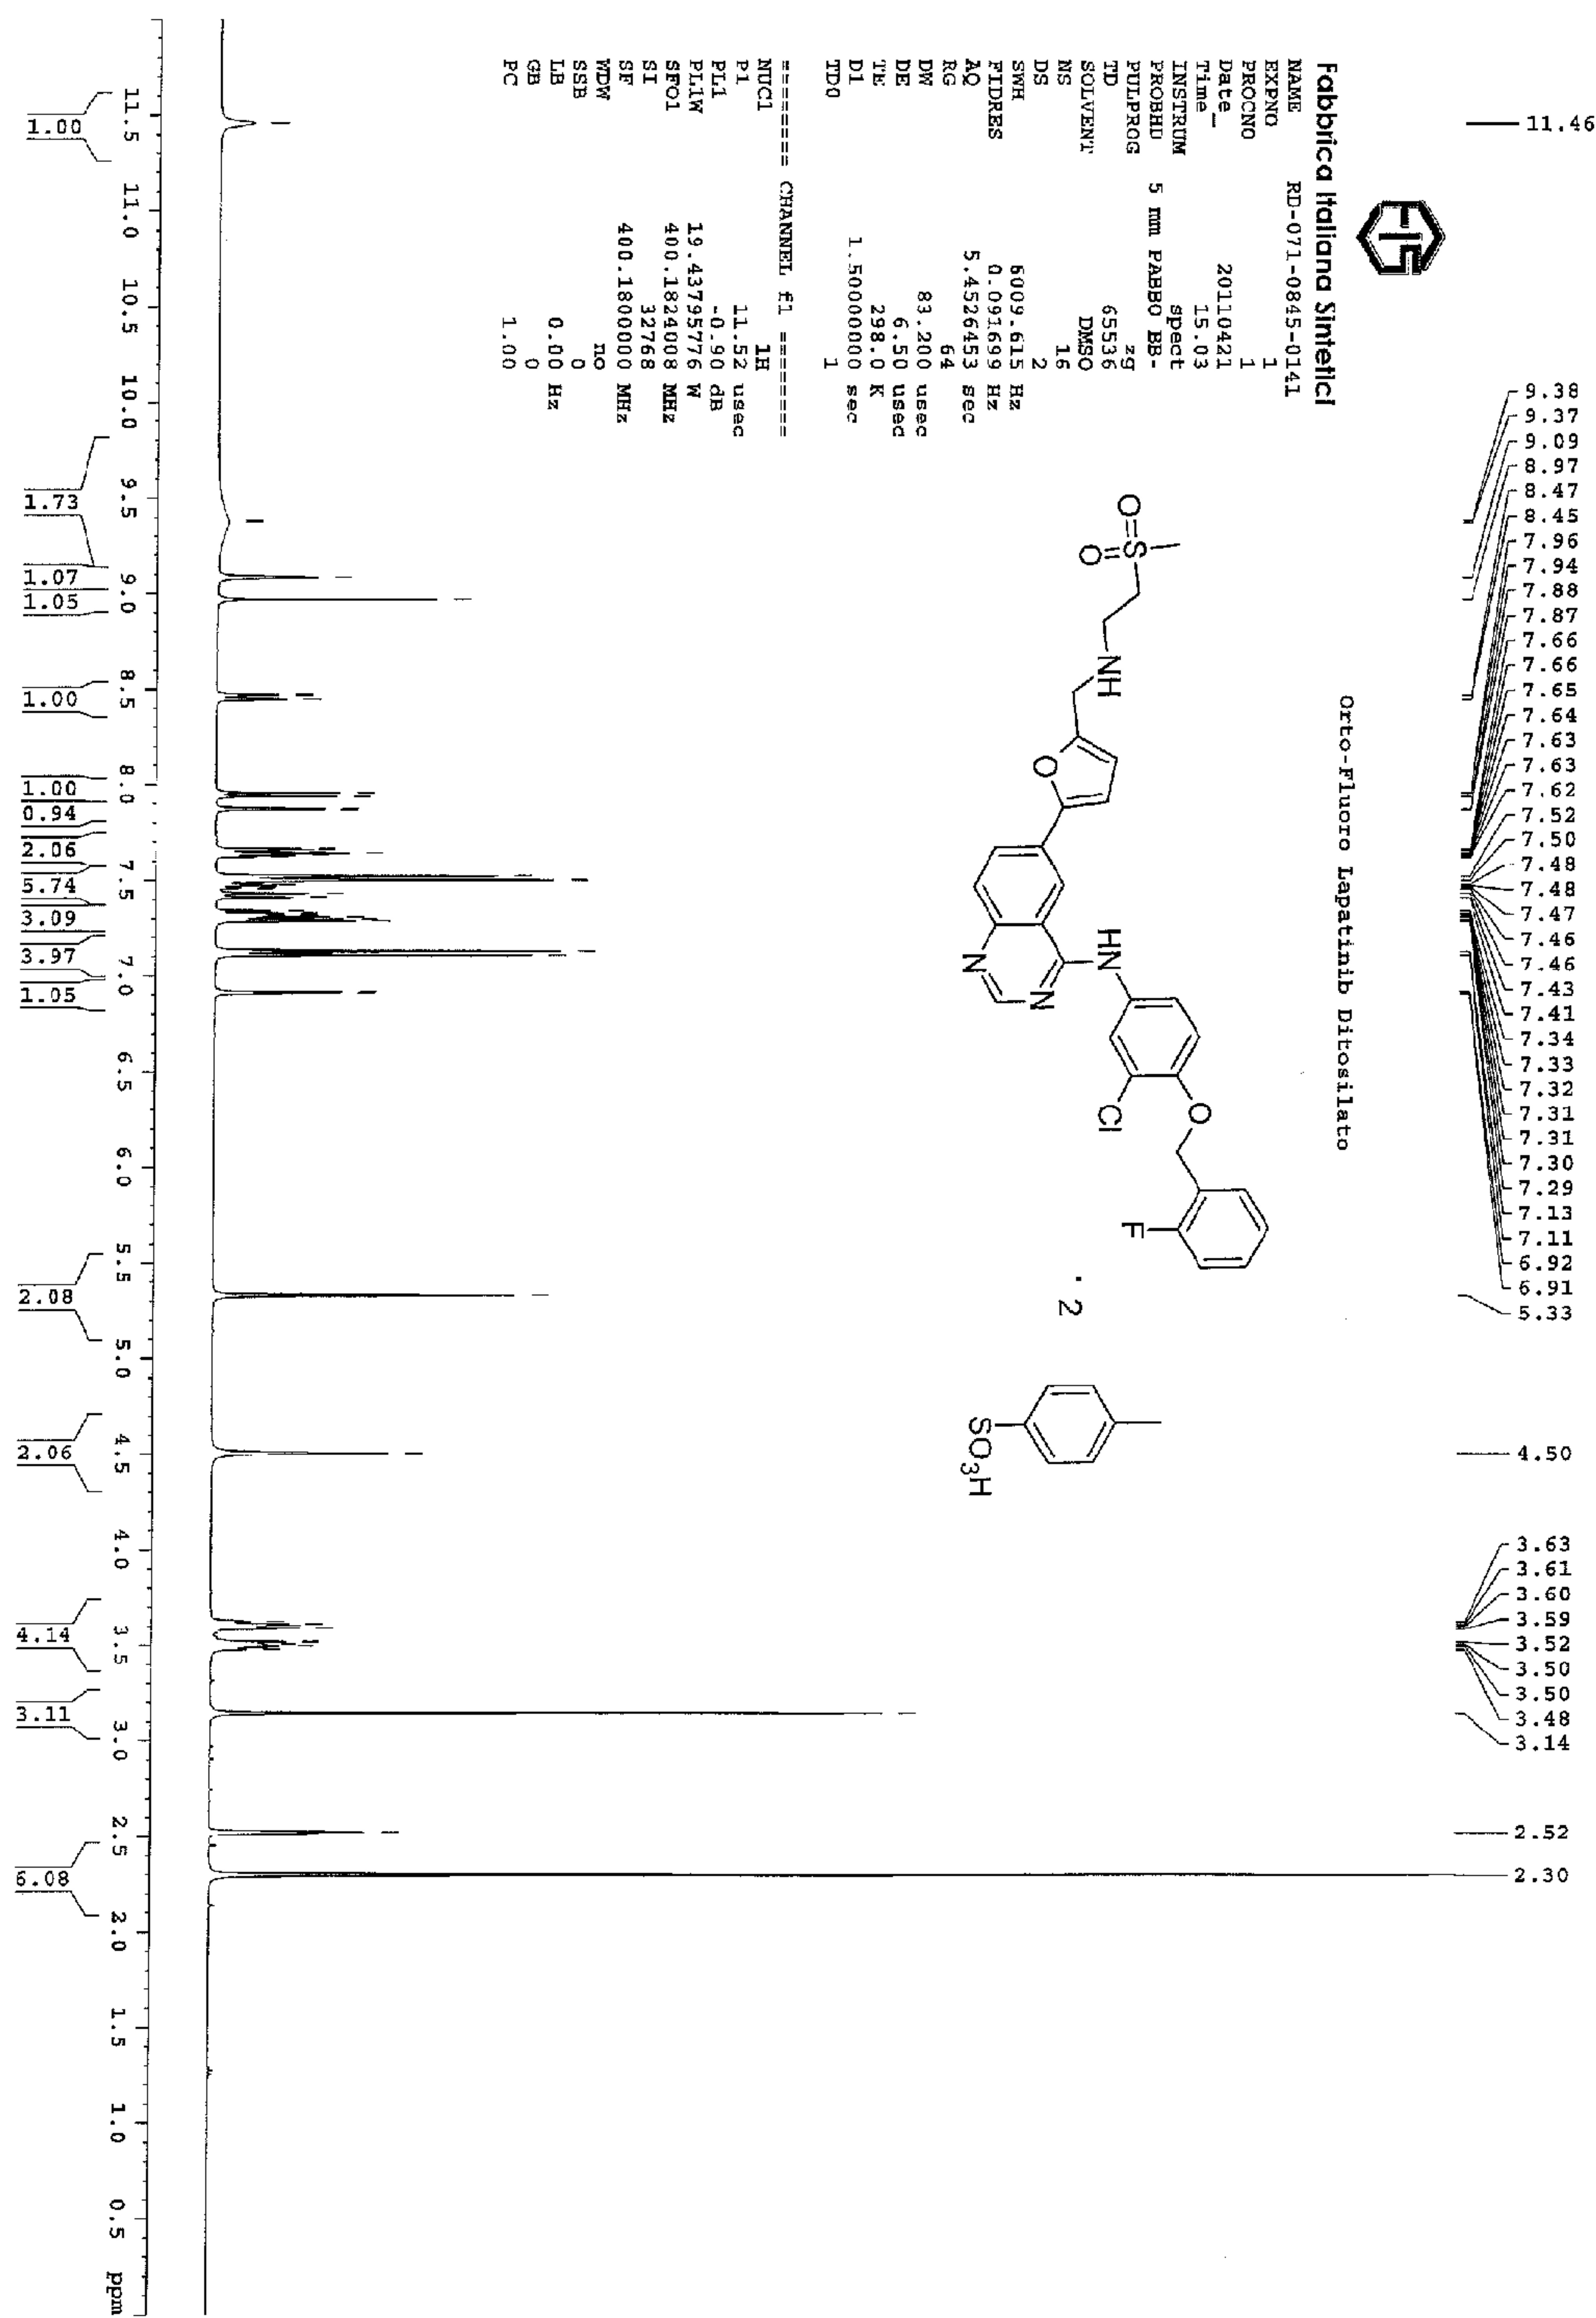 Fabbrica Italiana Sintetici
NAME RD-071-0845-0141
EXPNO 1
PROCNO 1
Date_ 20110421
Time 15.03
INSTRUM spect
PROBHD 5 mm PABBO BB-
PULPROG zg
TD 65536
SOLVENT DMSO
NS 16
DS 2
SWH 6009.615 Hz
FIDRES 0.091699 Hz
AQ 5.4526453 sec
RG 64
DW 83.200 usec
DE 6.50 usec
TE 298.0 K
D1 1.50000000 sec
TD0 1
======== CHANNEL f1 ========
NUC1 1H
P1 11.52 usec
PL1 -0.90 dB
PL1W 19.43795776 W
SFO1 400.1824008 MHz
SI 32768
SF 400.1800000 MHz
WDW no
SSB 0
LB 0.00 Hz
GB 0
PC 1.00
Orto-Fluoro Lapatinib Ditosilato
O
S
O
NH
O
HN
N
N
Cl
O
F
· 2
SO3H
11.46
9.38
9.37
9.09
8.97
8.47
8.45
7.96
7.94
7.88
7.87
7.66
7.66
7.65
7.64
7.63
7.63
7.62
7.52
7.50
7.48
7.48
7.47
7.46
7.46
7.43
7.41
7.34
7.33
7.32
7.31
7.31
7.30
7.29
7.13
7.11
6.92
6.91
5.33
4.50
3.63
3.61
3.60
3.59
3.52
3.50
3.50
3.48
3.14
2.52
2.30
11.5 11.0 10.5 10.0 9.5 9.0 8.5 8.0 7.5 7.0 6.5 6.0 5.5 5.0 4.5 4.0 3.5 3.0 2.5 2.0 1.5 1.0 0.5 ppm
1.00
1.73
1.07
1.05
1.00
1.00
0.94
2.06
5.74
3.09
3.97
1.05
2.08
2.06
4.14
3.11
6.08